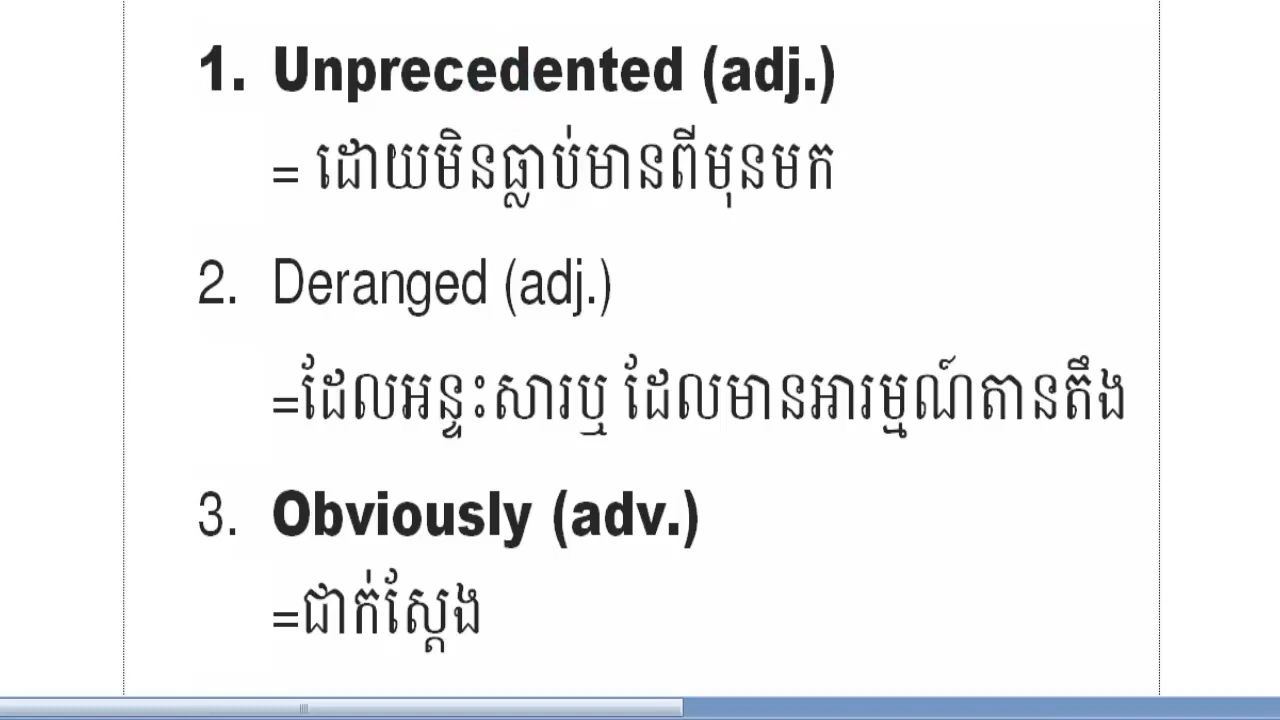 1. Unprecedented (adj.)
= ដោយមិនធ្លាប់មានពីមុនមក
2. Deranged (adj.)
=ដែលអន្ទះសារឬ ដែលមានអារម្មណ៍តានតឹង
3. Obviously (adv.)
=ជាក់ស្តែង